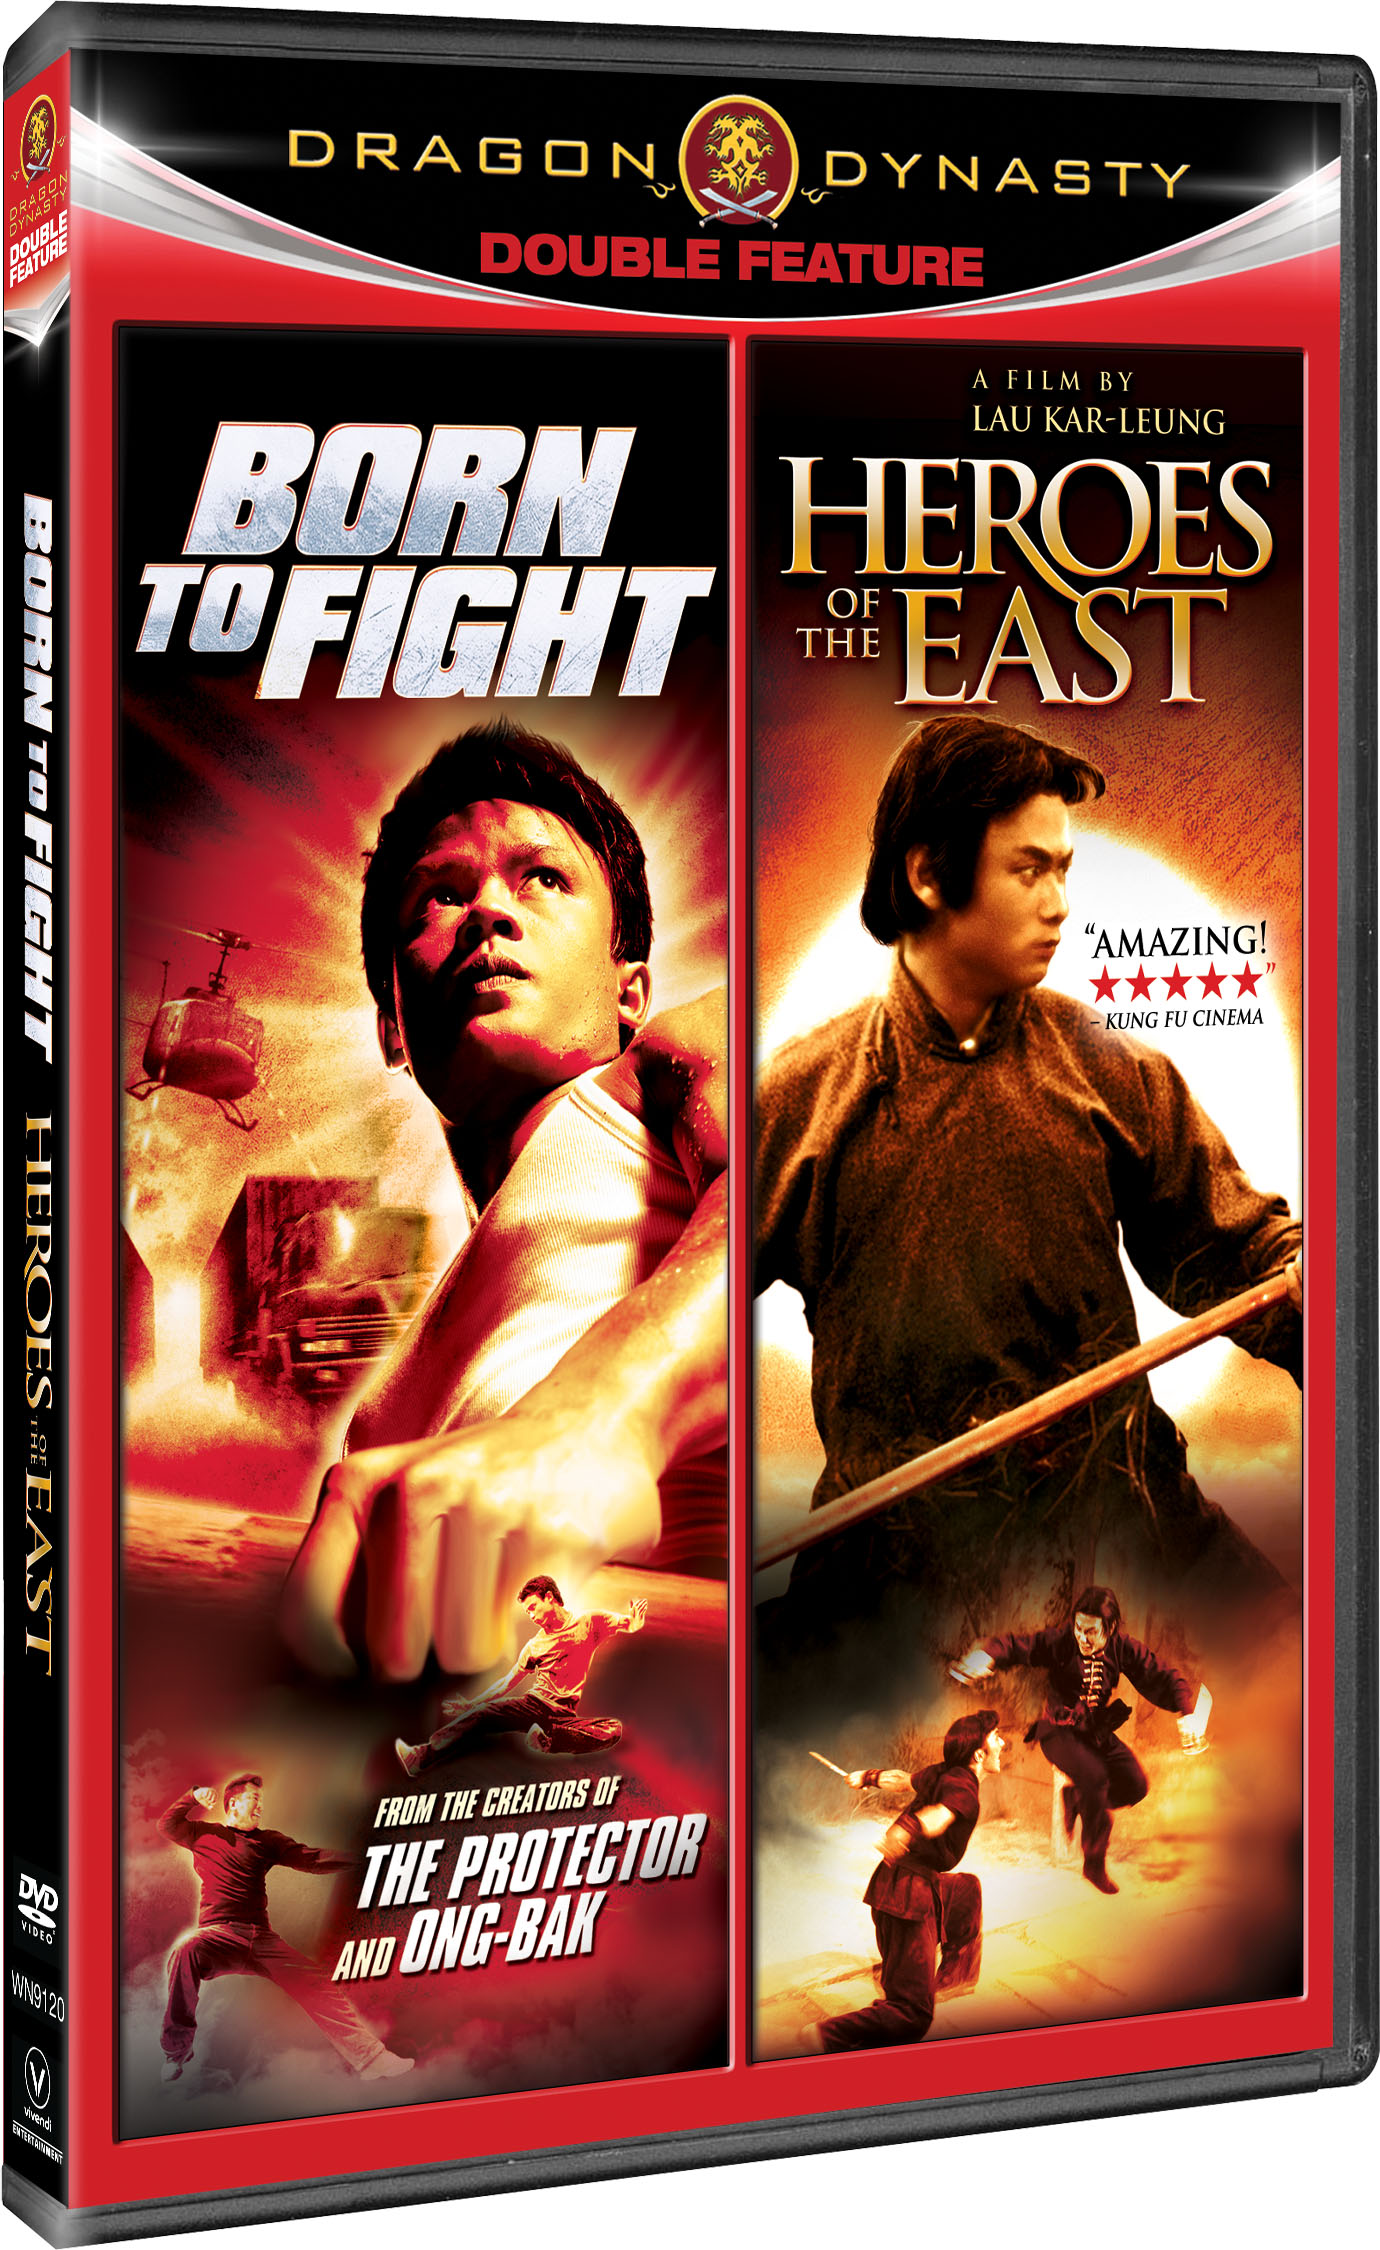 DRAGON DYNASTY
DOUBLE FEATURE
BORN
TO FIGHT
FROM THE CREATORS OF
THE PROTECTOR
AND ONG-BAK
A FILM BY
LAU KAR-LEUNG
HEROES
OF THE EAST
"AMAZING!
★★★★★"
– KUNG FU CINEMA
DRAGON
DYNASTY
DOUBLE
FEATURE
BORN TO FIGHT
HEROES OF THE EAST
DVD
VIDEO
WN9120
V
vivendi
ENTERTAINMENT